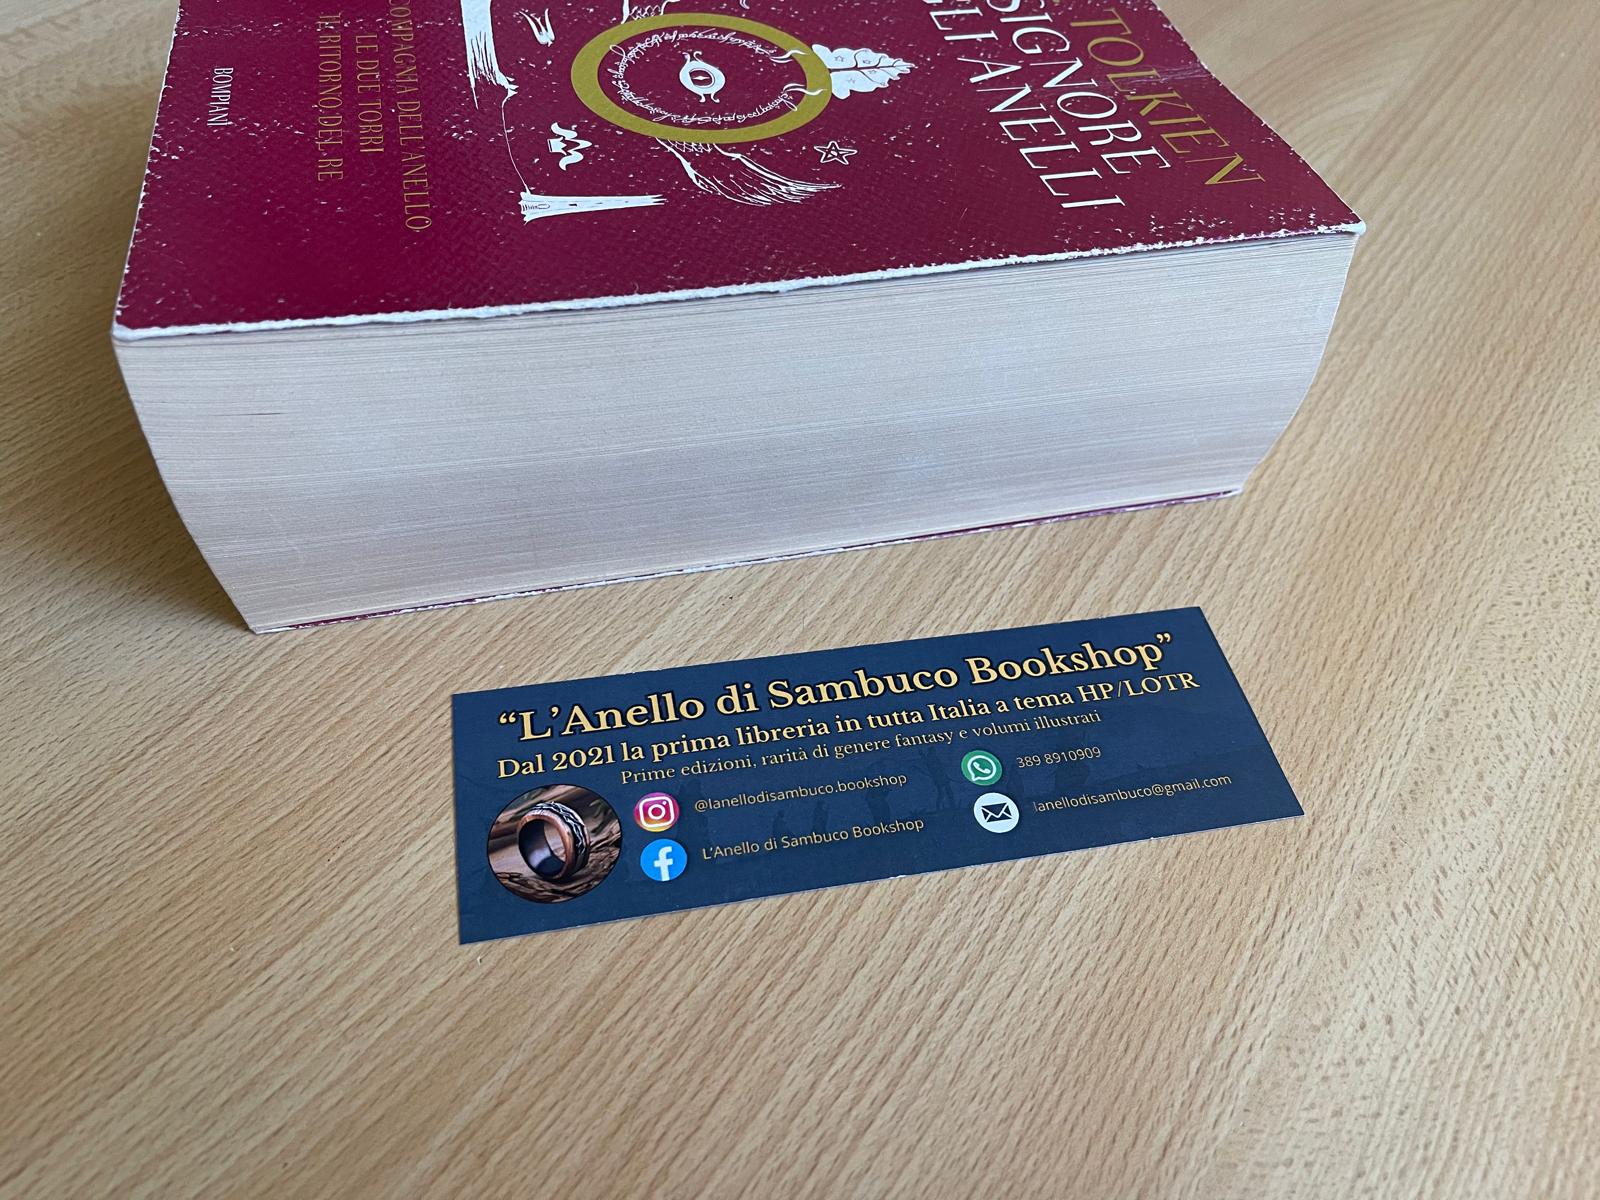 TOLKIEN
SIGNORE
ANELLI
COMPAGNIA DELL'ANELLO
LE DUE TORRI
IL RITORNO DEL RE
BOMPIANI
“L’Anello di Sambuco Bookshop”
Dal 2021 la prima libreria in tutta Italia a tema HP/LOTR
Prime edizioni, rarità di genere fantasy e volumi illustrati
@lanellodisambuco.bookshop
389 8910909
L’Anello di Sambuco Bookshop
lanellodisambuco@gmail.com